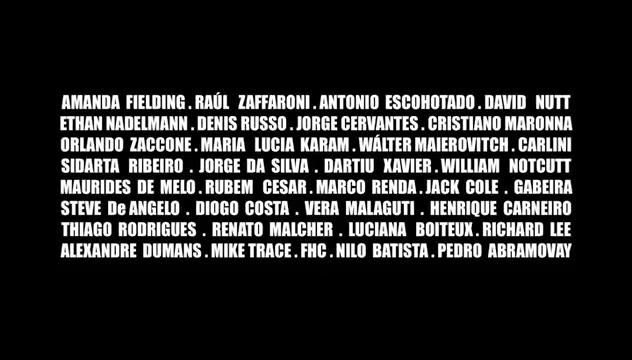 AMANDA FIELDING . RAÚL ZAFFARONI . ANTONIO ESCOHOTADO . DAVID NUTT
ETHAN NADELMANN . DENIS RUSSO . JORGE CERVANTES . CRISTIANO MARONNA
ORLANDO ZACCONE . MARIA LUCIA KARAM . WÁLTER MAIEROVITCH . CARLINI
SIDARTA RIBEIRO . JORGE DA SILVA . DARTIU XAVIER . WILLIAM NOTCUTT
MAURIDES DE MELO . RUBEM CESAR . MARCO RENDA . JACK COLE . GABEIRA
STEVE De ANGELO . DIOGO COSTA . VERA MALAGUTI . HENRIQUE CARNEIRO
THIAGO RODRIGUES . RENATO MALCHER . LUCIANA BOITEUX . RICHARD LEE
ALEXANDRE DUMANS . MIKE TRACE . FHC . NILO BATISTA . PEDRO ABRAMOVAY